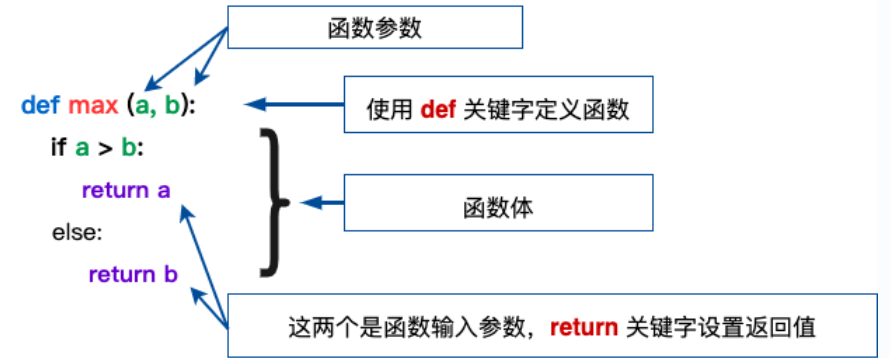 函数参数
def max (a, b):
使用 def 关键字定义函数
if a > b:
return a
函数体
else:
return b
这两个是函数输入参数，return 关键字设置返回值